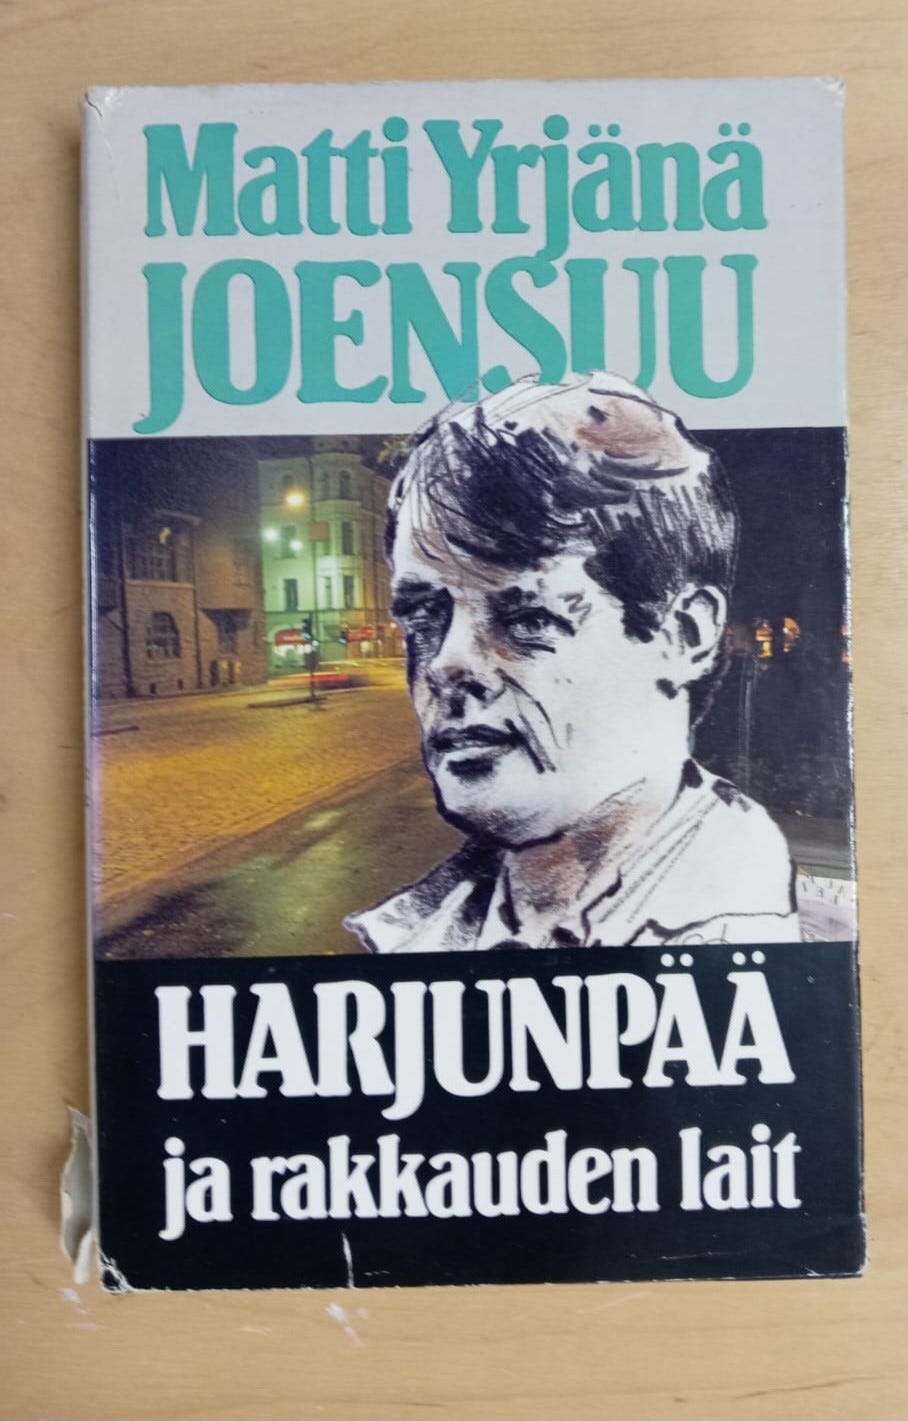 Matti Yrjänä
JOENSUU
HARJUNPÄÄ
ja rakkauden lait